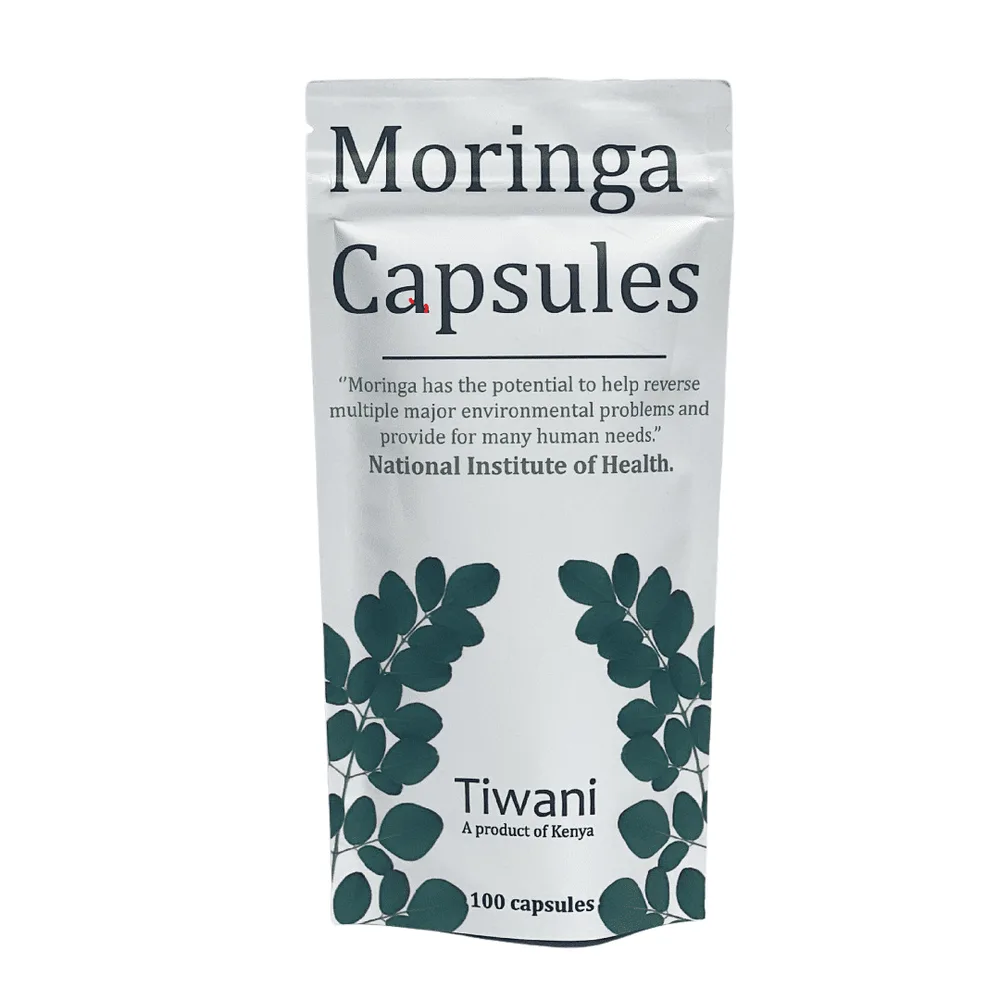 Moringa
Capsules
‘’Moringa has the potential to help reverse
multiple major environmental problems and
provide for many human needs.”
National Institute of Health.
Tiwani
A product of Kenya
100 capsules